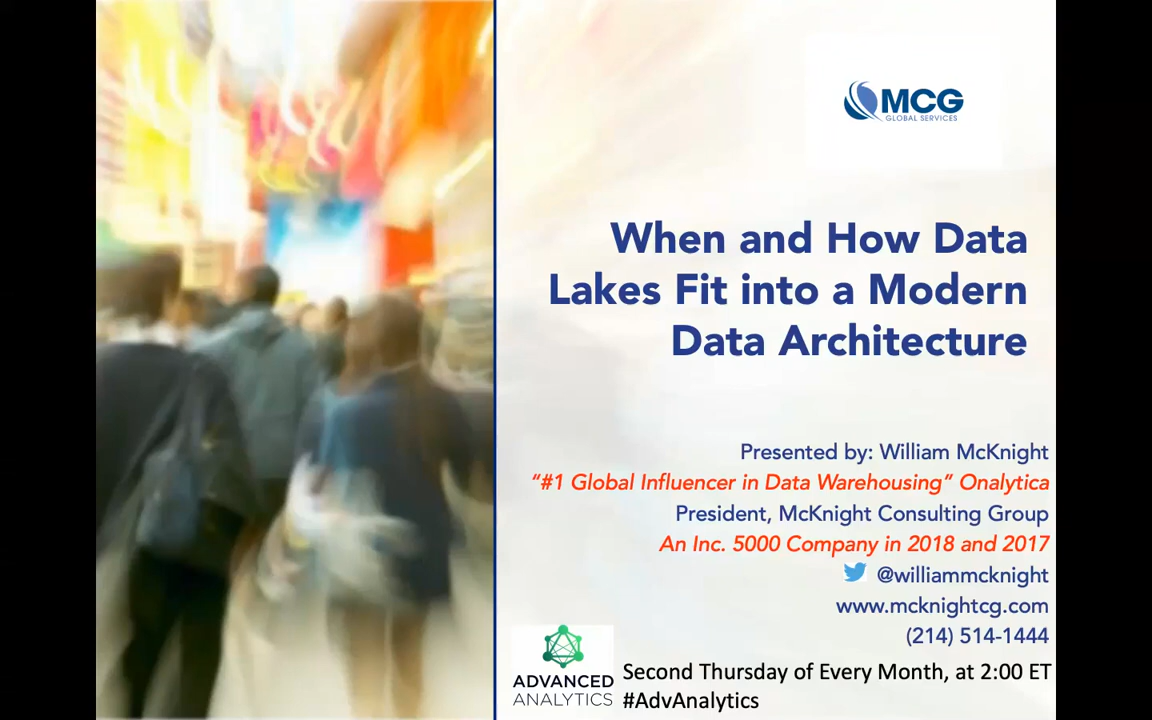 MCG
GLOBAL SERVICES
When and How Data
Lakes Fit into a Modern
Data Architecture
Presented by: William McKnight
“#1 Global Influencer in Data Warehousing” Onalytica
President, McKnight Consulting Group
An Inc. 5000 Company in 2018 and 2017
@williammcknight
www.mcknightcg.com
(214) 514-1444
ADVANCED
ANALYTICS
Second Thursday of Every Month, at 2:00 ET
#AdvAnalytics